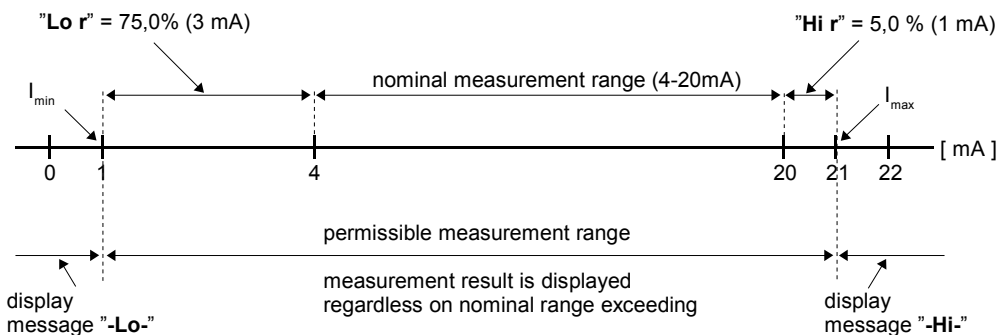 "Lo r" = 75,0% (3 mA)
"Hi r" = 5,0 % (1 mA)
nominal measurement range (4-20mA)
Imin
Imax
0 1 4 20 21 22 [ mA ]
permissible measurement range
measurement result is displayed
regardless on nominal range exceeding
display
message "-Lo-"
display
message "-Hi-"